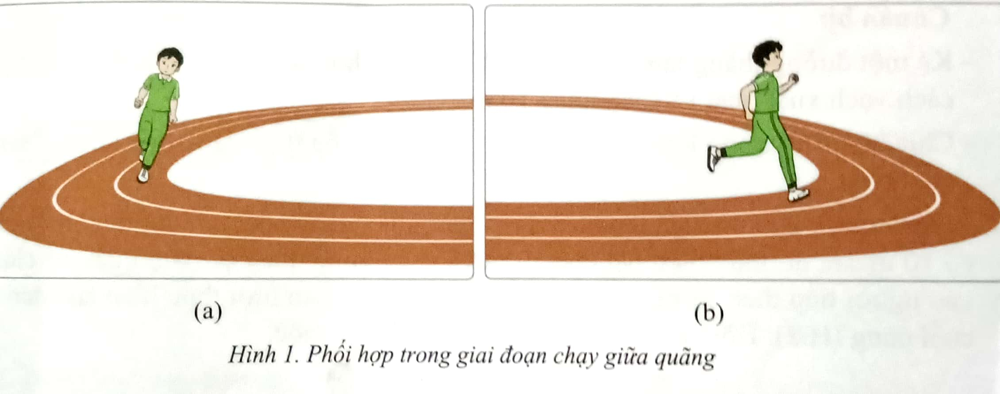 (a)
(b)
Hình 1. Phối hợp trong giai đoạn chạy giữa quãng